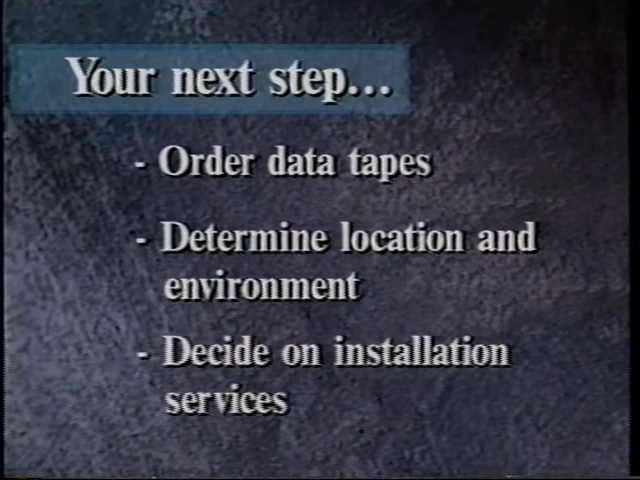 Your next step...
- Order data tapes
- Determine location and
environment
- Decide on installation
services